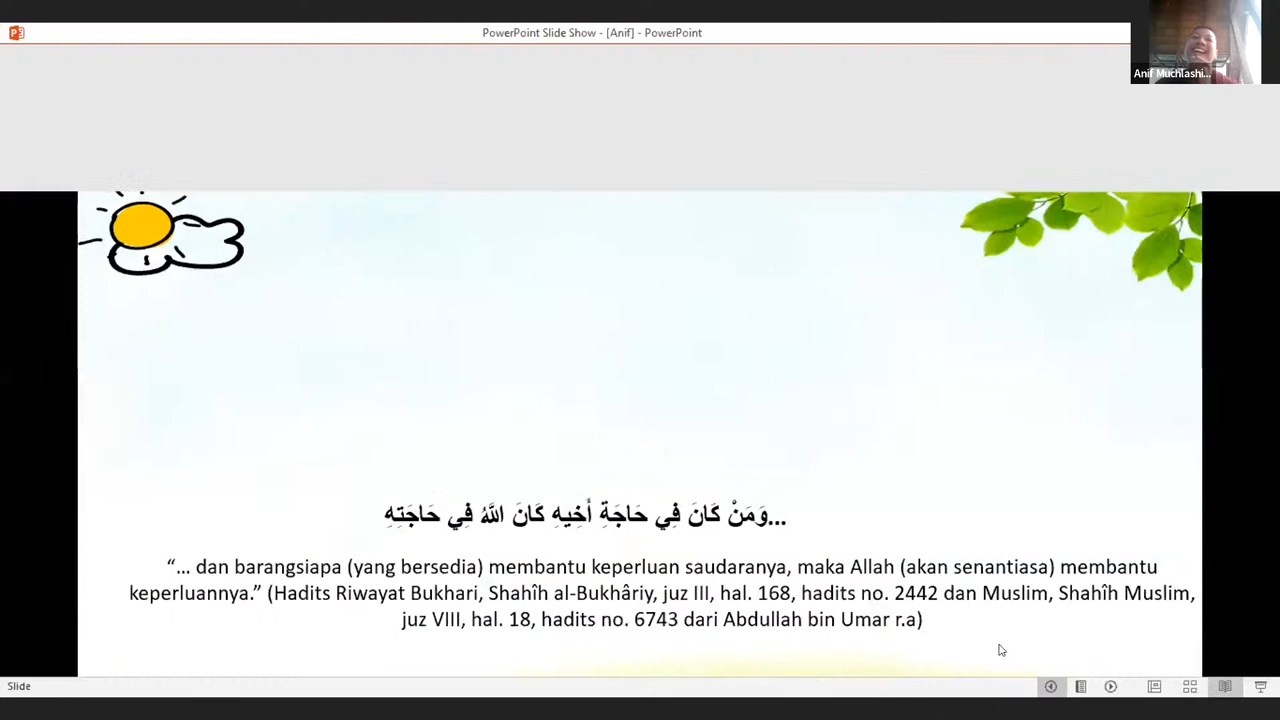 PowerPoint Slide Show - [Anif] - PowerPoint
Anif Muchlashi...
...وَمَنْ كَانَ فِي حَاجَةِ أَخِيهِ كَانَ اللَّهُ فِي حَاجَتِهِ
“... dan barangsiapa (yang bersedia) membantu keperluan saudaranya, maka Allah (akan senantiasa) membantu
keperluannya.” (Hadits Riwayat Bukhari, Shahîh al-Bukhâriy, juz III, hal. 168, hadits no. 2442 dan Muslim, Shahîh Muslim,
juz VIII, hal. 18, hadits no. 6743 dari Abdullah bin Umar r.a)
Slide